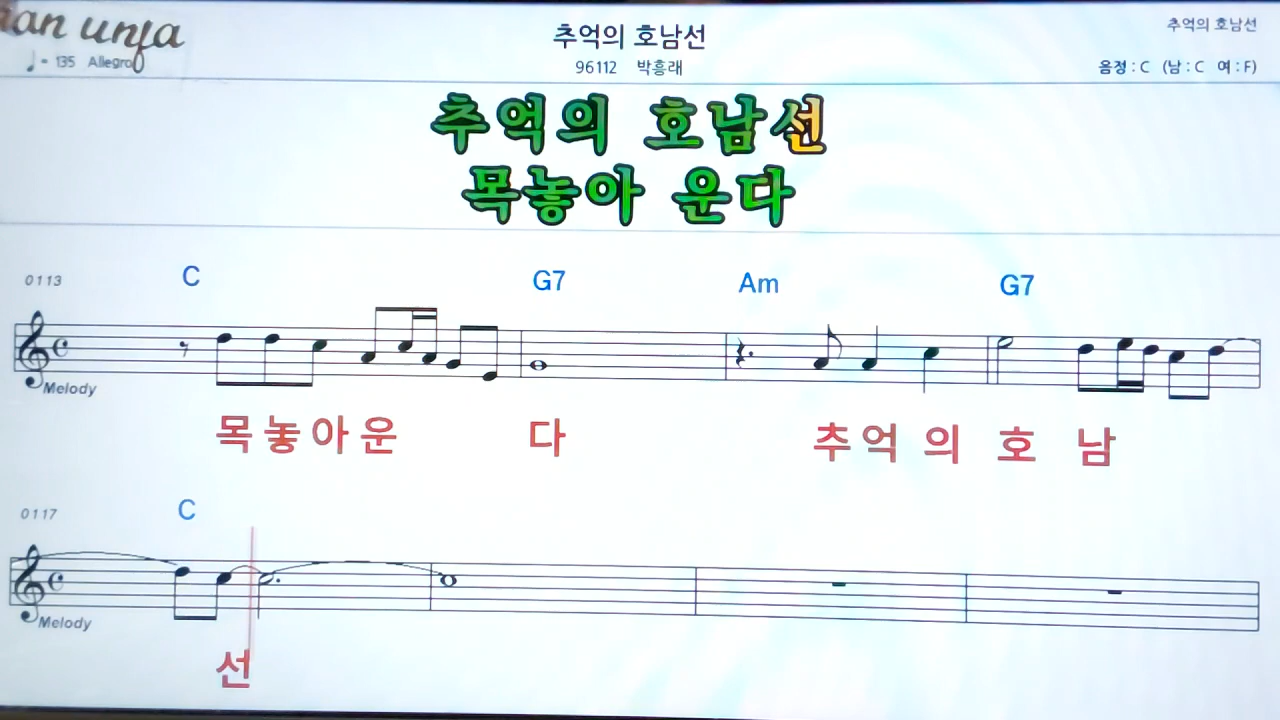 추억의 호남선
추억의 호남선
♩= 135 Allegro
96112 박흥래
음정 : C (남 : C 여 : F)
추억의 호남선
목놓아 운다
0113 C G7 Am G7
Melody
목 놓 아 운 다 추 억 의 호 남
0117 C
Melody
선